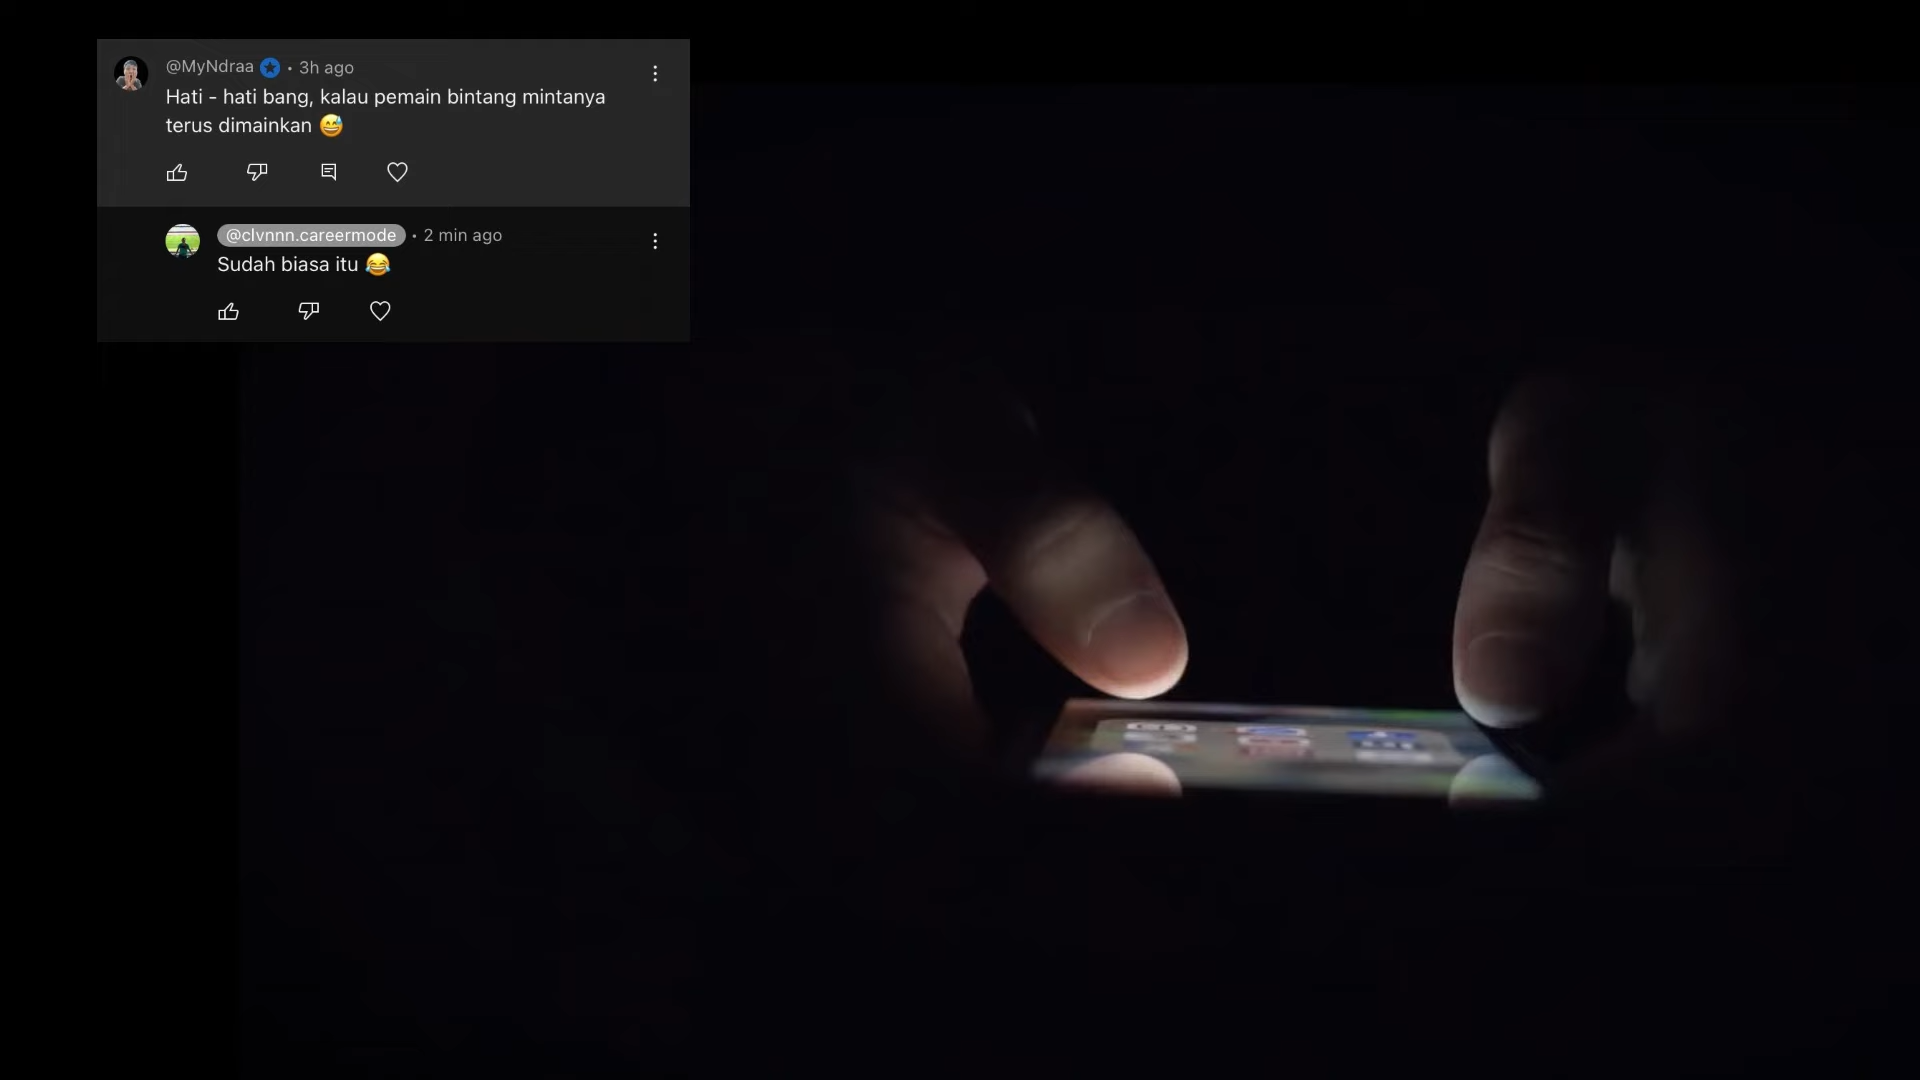 @MyNdraa • 3h ago
Hati - hati bang, kalau pemain bintang mintanya
terus dimainkan 😅
@clvnnn.careermode • 2 min ago
Sudah biasa itu 😂